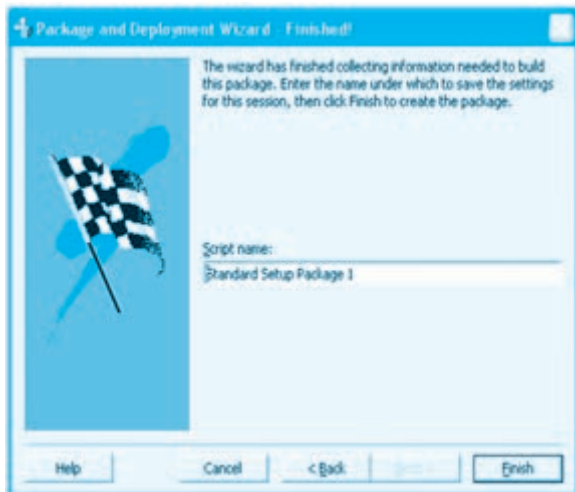 Package and Deployment Wizard - Finished!
The wizard has finished collecting information needed to build
this package. Enter the name under which to save the settings
for this session, then click Finish to create the package.
Script name:
Standard Setup Package 1
Help
Cancel
< Back
Finish